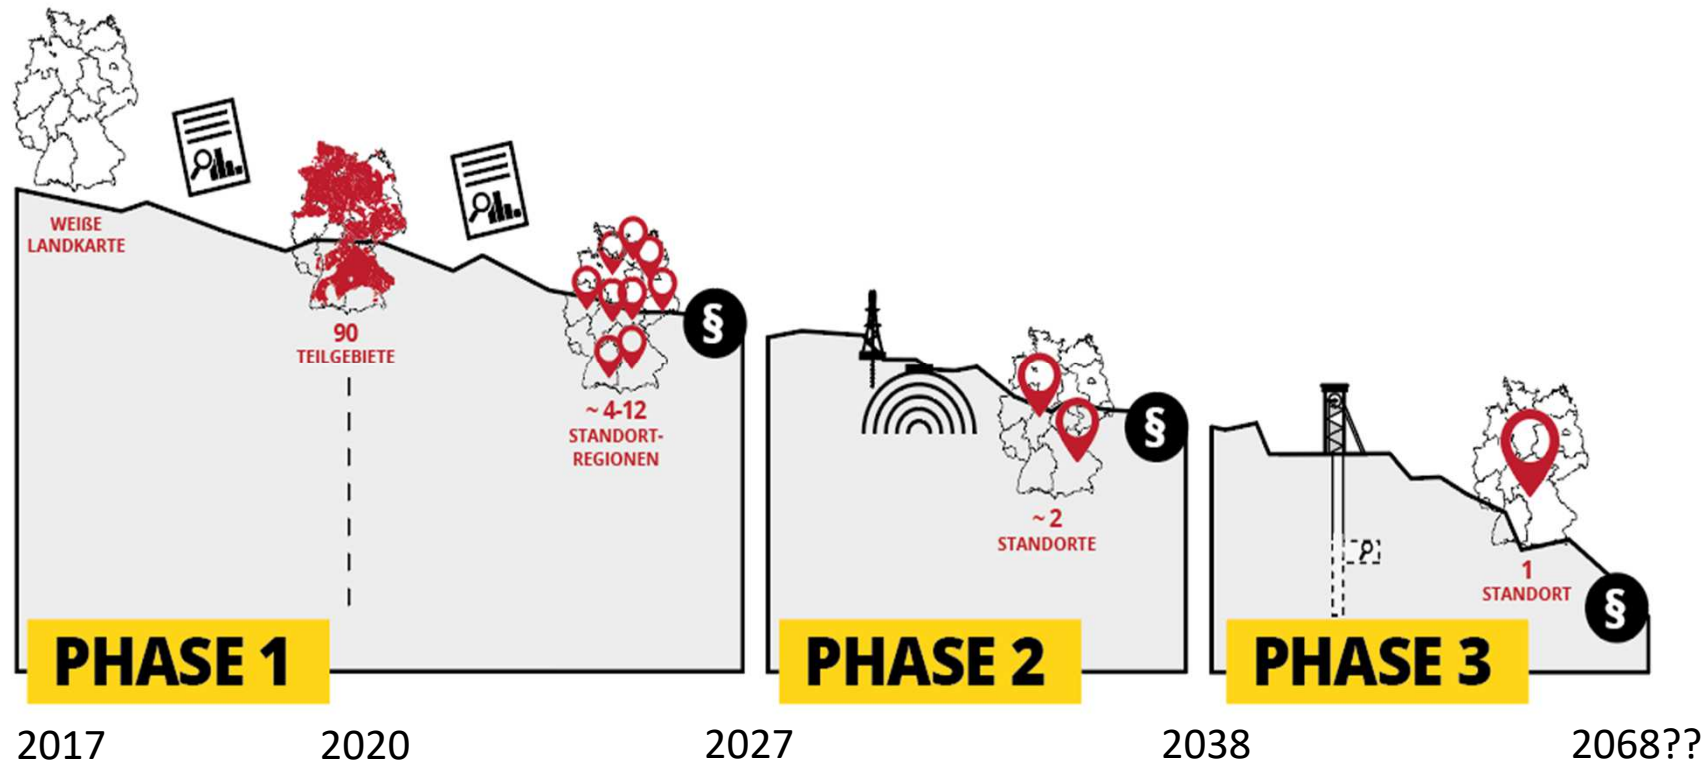 WEIẞE
LANDKARTE
90
TEILGEBIETE
~ 4-12
STANDORT-
REGIONEN
§
PHASE 1
~ 2
STANDORTE
§
PHASE 2
1
STANDORT
§
PHASE 3
2017
2020
2027
2038
2068??